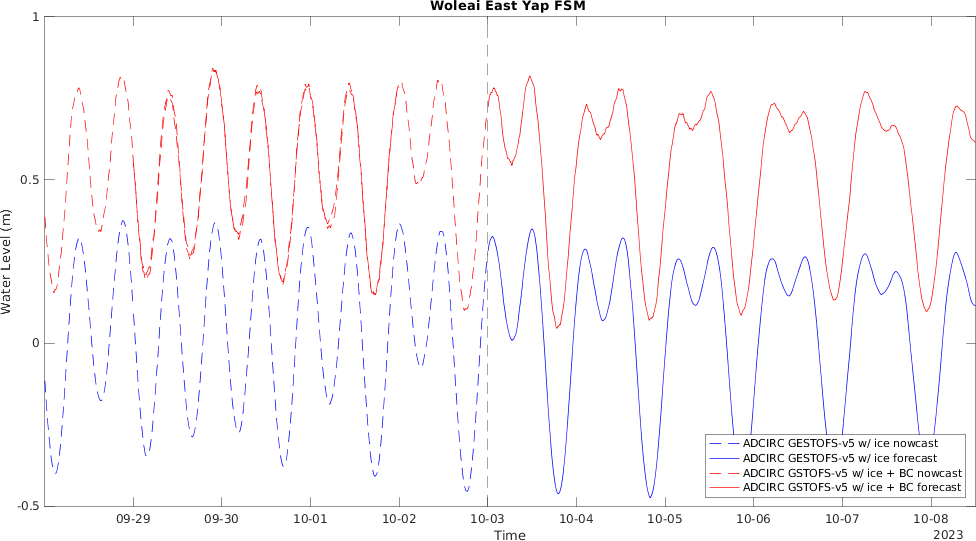 Woleai East Yap FSM
1
0.5
0
-0.5
Water Level (m)
ADCIRC GESTOFS-v5 w/ ice nowcast
ADCIRC GESTOFS-v5 w/ ice forecast
ADCIRC GSTOFS-v5 w/ ice + BC nowcast
ADCIRC GSTOFS-v5 w/ ice + BC forecast
09-29 09-30 10-01 10-02 10-03 10-04 10-05 10-06 10-07 10-08
Time
2023